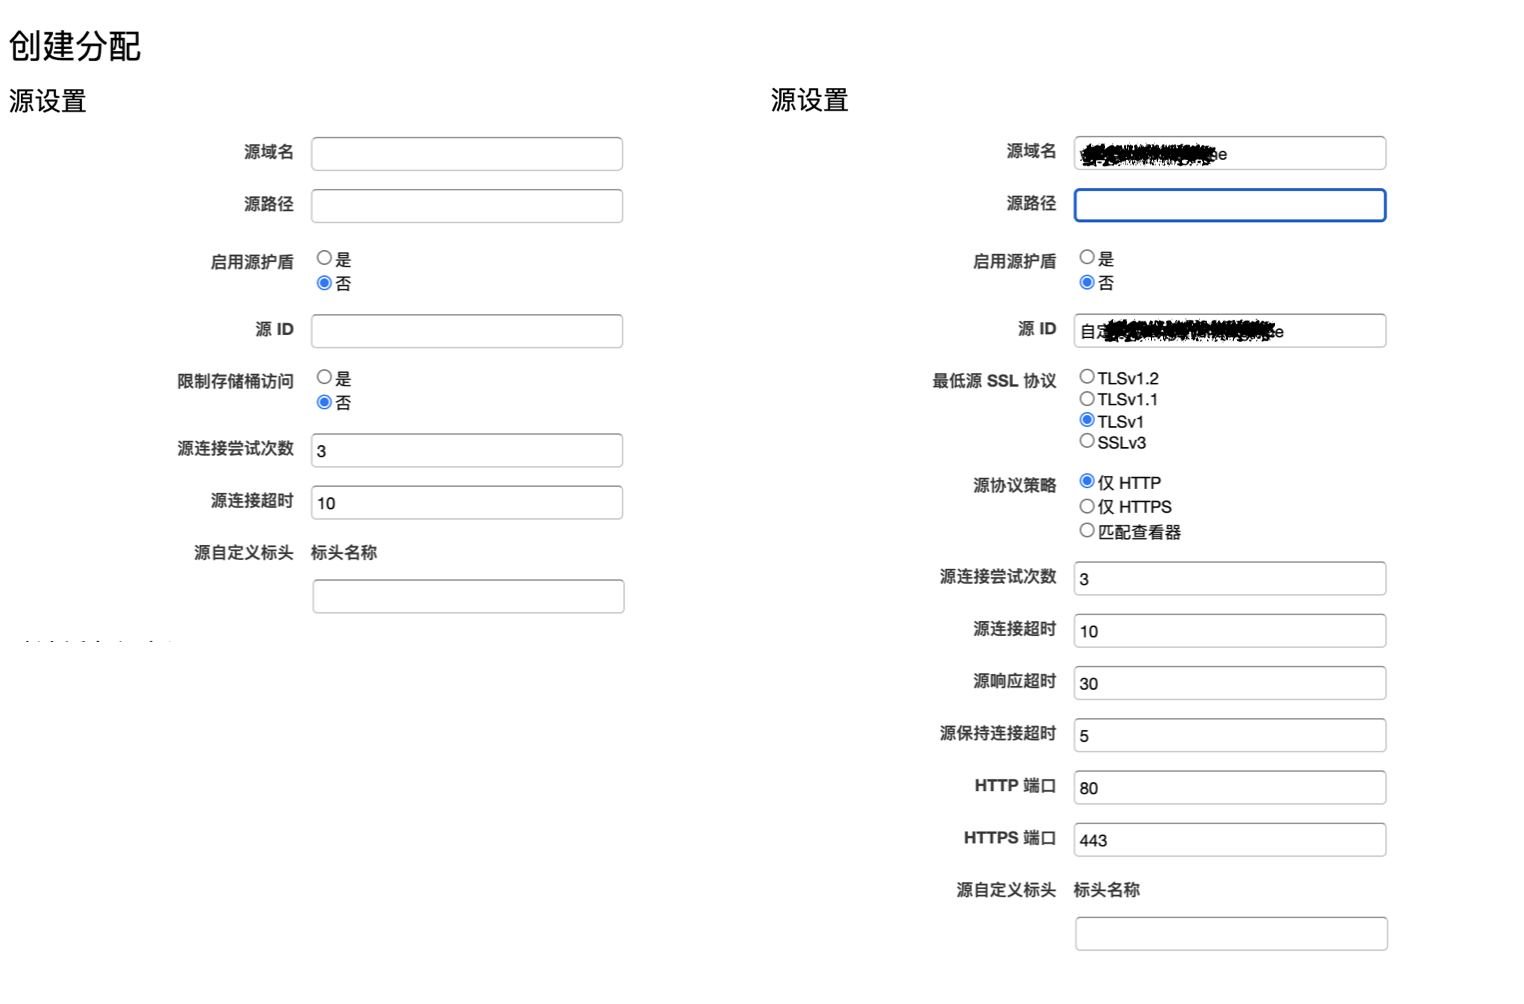 创建分配
源设置
源域名
源路径
启用源护盾
是
否
源 ID
限制存储桶访问
是
否
源连接尝试次数
3
源连接超时
10
源自定义标头 标头名称
源设置
源域名
源路径
启用源护盾
是
否
源 ID
最低源 SSL 协议
TLSv1.2
TLSv1.1
TLSv1
SSLv3
源协议策略
仅 HTTP
仅 HTTPS
匹配查看器
源连接尝试次数
3
源连接超时
10
源响应超时
30
源保持连接超时
5
HTTP 端口
80
HTTPS 端口
443
源自定义标头 标头名称